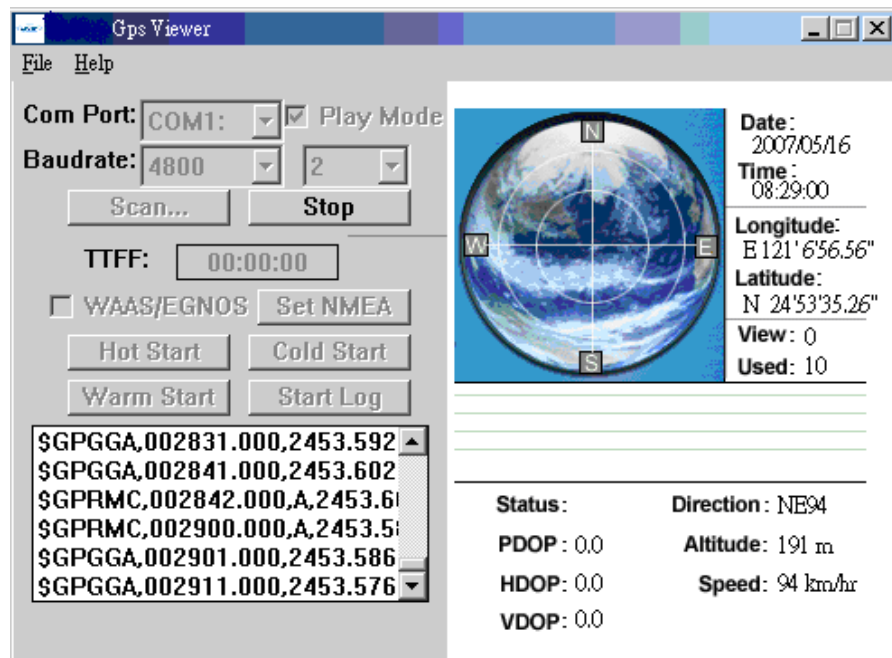 Gps Viewer
File Help
Com Port: COM1: Play Mode
Baudrate: 4800 2
Scan... Stop
TTFF: 00:00:00
WAAS/EGNOS Set NMEA
Hot Start Cold Start
Warm Start Start Log
$GPGGA,002831.000,2453.592
$GPGGA,002841.000,2453.602
$GPRMC,002842.000,A,2453.6
$GPRMC,002900.000,A,2453.5
$GPGGA,002901.000,2453.586
$GPGGA,002911.000,2453.576
N
W
E
S
Date:
2007/05/16
Time:
08:29:00
Longitude:
E 121'6'56.56"
Latitude:
N 24'53'35.26"
View: 0
Used: 10
Status: Direction: NE94
PDOP: 0.0 Altitude: 191 m
HDOP: 0.0 Speed: 94 km/hr
VDOP: 0.0